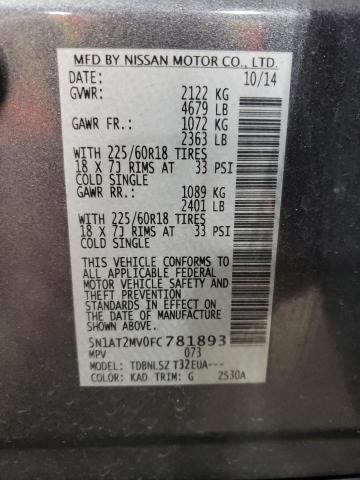 MFD BY NISSAN MOTOR CO., LTD.
DATE: 10/14
GVWR: 2122 KG
4679 LB
GAWR FR.: 1072 KG
2363 LB
WITH 225/60R18 TIRES
18 X 7J RIMS AT 33 PSI
COLD SINGLE
GAWR RR.: 1089 KG
2401 LB
WITH 225/60R18 TIRES
18 X 7J RIMS AT 33 PSI
COLD SINGLE
THIS VEHICLE CONFORMS TO
ALL APPLICABLE FEDERAL
MOTOR VEHICLE SAFETY AND
STANDARDS IN EFFECT ON
THE DATE OF MANUFACTURE
SHOWN ABOVE.
5N1AT2MV0FC781893
MPV 073
MODEL: TDBNLSZ T32EUA---
COLOR: KAD TRIM: G 2S30A